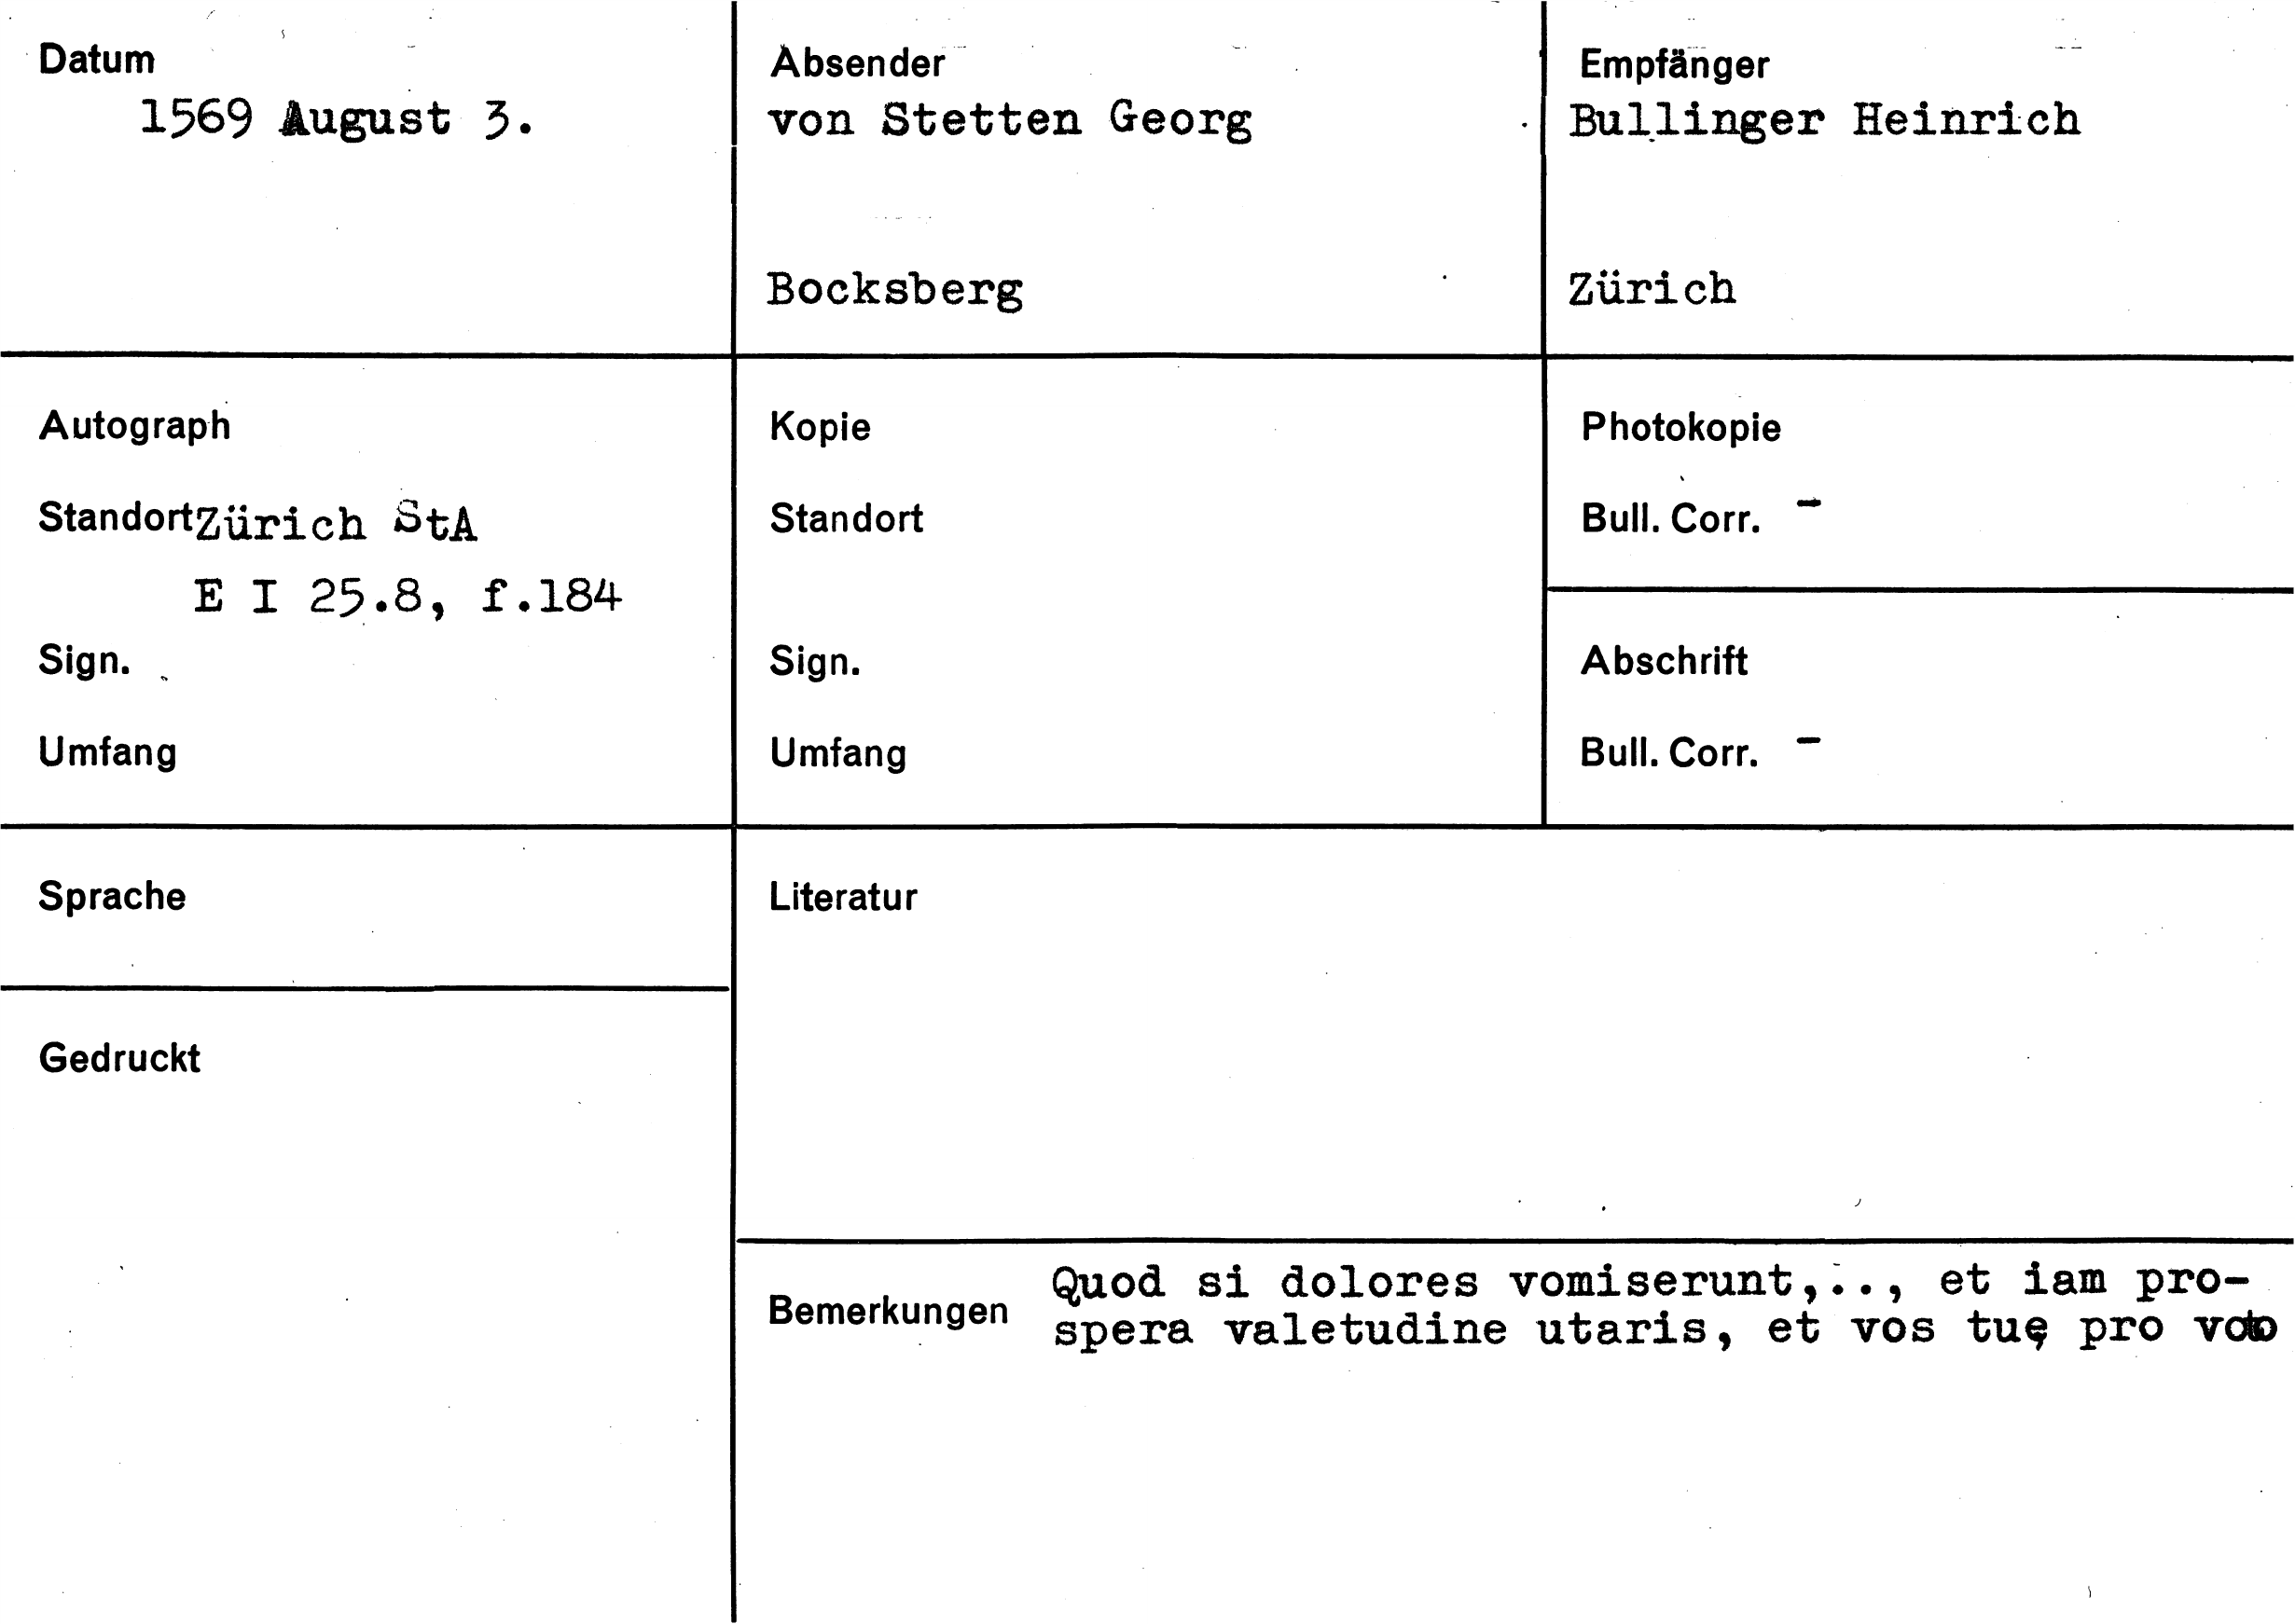 Datum
1569 August 3.
Absender
von Stetten Georg
Bocksberg
Empfänger
Bullinger Heinrich
Zürich
Autograph
Standort Zürich StA
E I 25.8, f.184
Sign.
Umfang
Kopie
Standort
Sign.
Umfang
Photokopie
Bull. Corr. -
Abschrift
Bull. Corr. -
Sprache
Gedruckt
Literatur
Bemerkungen
Quod si dolores vomiserunt,.., et iam pro-
spera valetudine utaris, et vos tuę pro voto